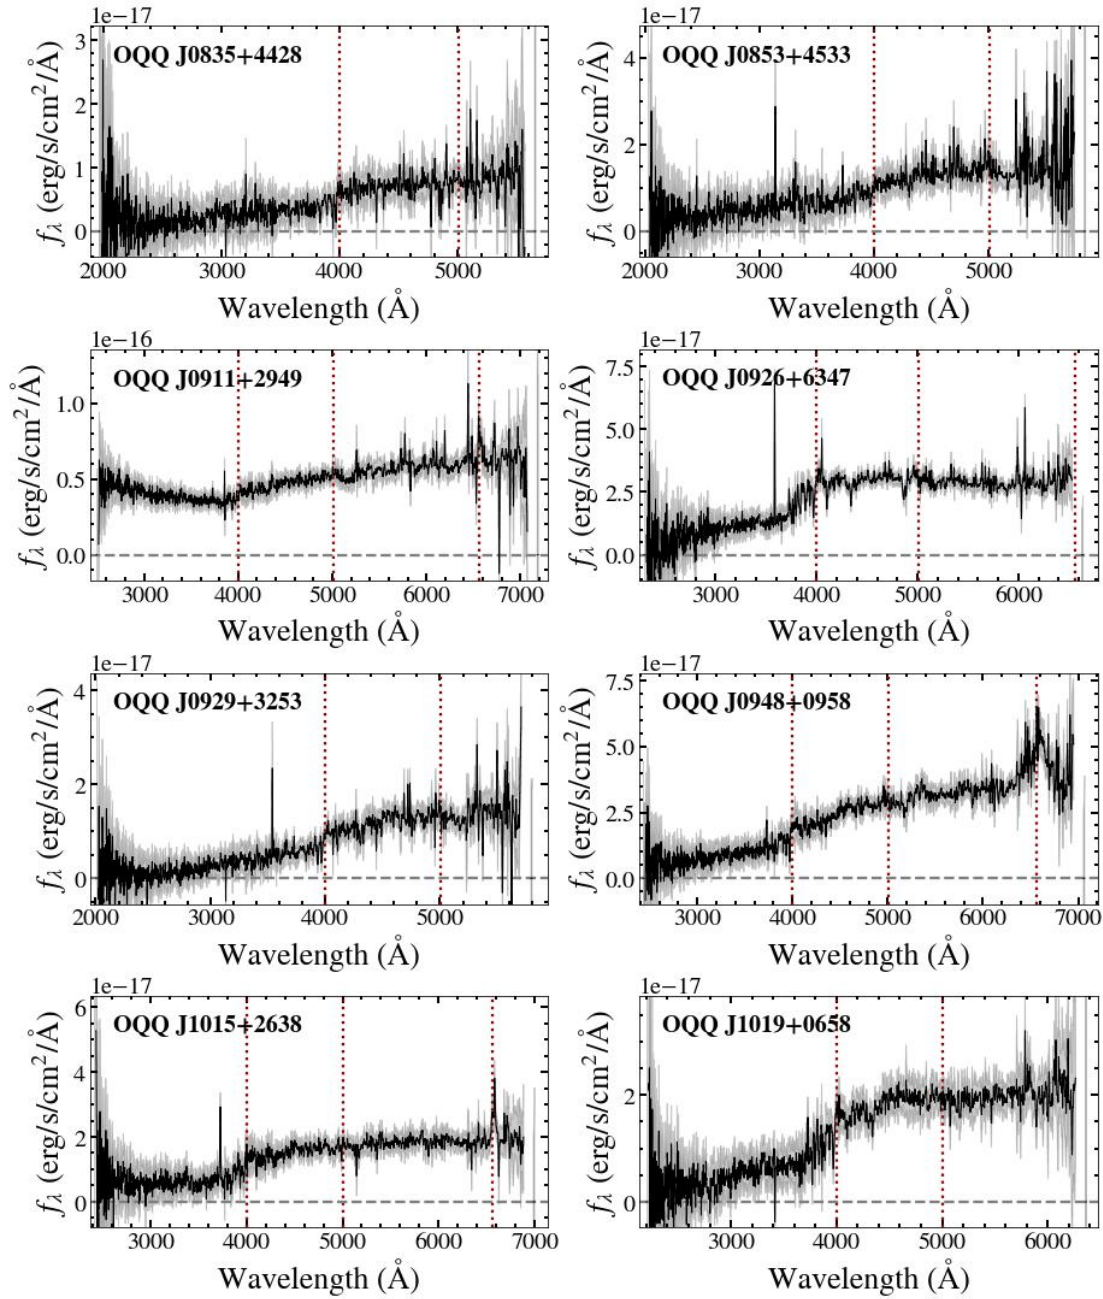 1e−17
OQQ J0835+4428
3
2
1
0
fλ (erg/s/cm²/Å)
2000 3000 4000 5000
Wavelength (Å)
1e−17
OQQ J0853+4533
4
2
0
fλ (erg/s/cm²/Å)
2000 3000 4000 5000
Wavelength (Å)
1e−16
OQQ J0911+2949
1.0
0.5
0.0
fλ (erg/s/cm²/Å)
3000 4000 5000 6000 7000
Wavelength (Å)
1e−17
OQQ J0926+6347
7.5
5.0
2.5
0.0
fλ (erg/s/cm²/Å)
3000 4000 5000 6000
Wavelength (Å)
1e−17
OQQ J0929+3253
4
2
0
fλ (erg/s/cm²/Å)
2000 3000 4000 5000
Wavelength (Å)
1e−17
OQQ J0948+0958
7.5
5.0
2.5
0.0
fλ (erg/s/cm²/Å)
3000 4000 5000 6000 7000
Wavelength (Å)
1e−17
OQQ J1015+2638
6
4
2
0
fλ (erg/s/cm²/Å)
3000 4000 5000 6000 7000
Wavelength (Å)
1e−17
OQQ J1019+0658
2
0
fλ (erg/s/cm²/Å)
3000 4000 5000 6000
Wavelength (Å)